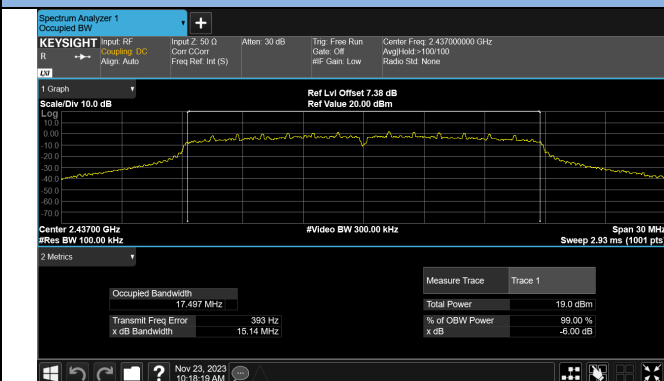 Spectrum Analyzer 1
Occupied BW
+
KEYSIGHT Input: RF Input Z: 50 Ω Atten: 30 dB Trig: Free Run Center Freq: 2.437000000 GHz
R Coupling: DC Corr CCorr Gate: Off Avg|Hold:>100/100
Align: Auto Freq Ref: Int (S) #IF Gain: Low Radio Std: None
LXI
1 Graph
Ref Lvl Offset 7.38 dB
Scale/Div 10.0 dB Ref Value 20.00 dBm
Log
10.0
0.00
-10.0
-20.0
-30.0
-40.0
-50.0
-60.0
-70.0
Center 2.43700 GHz #Video BW 300.00 kHz Span 30 MHz
#Res BW 100.00 kHz Sweep 2.93 ms (1001 pts)
2 Metrics
Measure Trace Trace 1
Occupied Bandwidth
17.497 MHz Total Power 19.0 dBm
Transmit Freq Error 393 Hz % of OBW Power 99.00 %
x dB Bandwidth 15.14 MHz x dB -6.00 dB
? Nov 23, 2023
10:18:19 AM